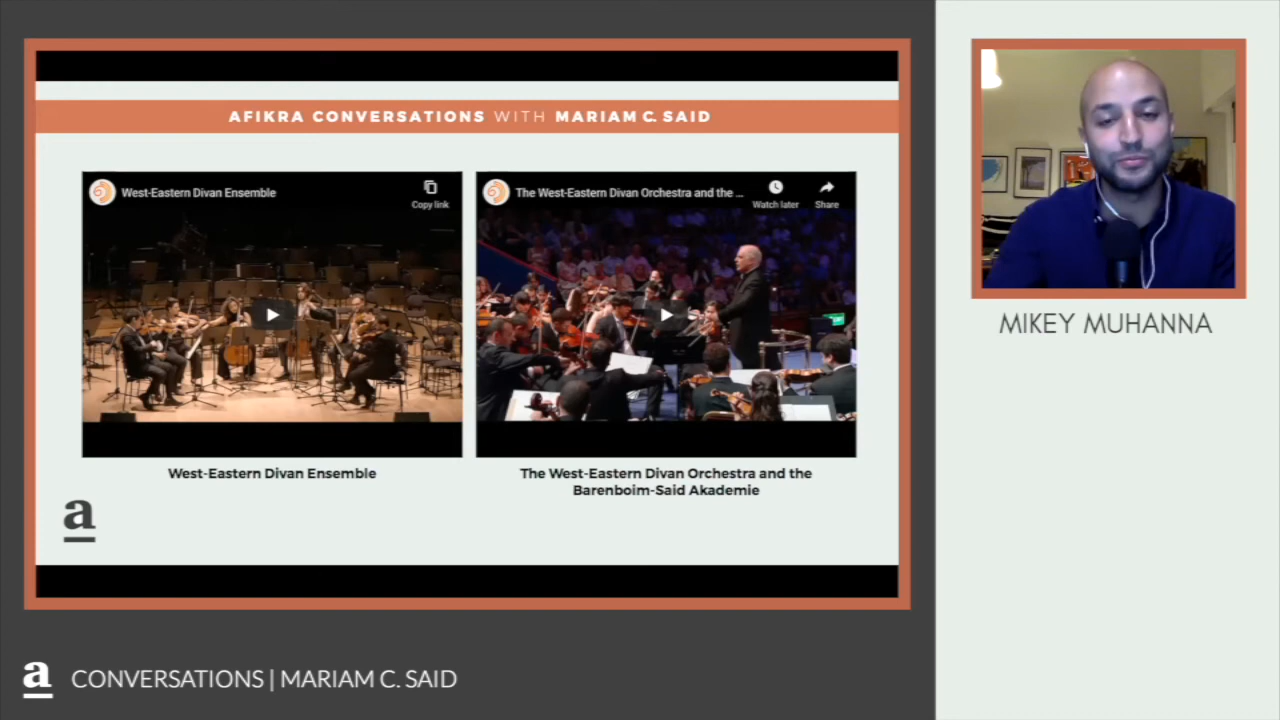 AFIKRA CONVERSATIONS WITH MARIAM C. SAID
West-Eastern Divan Ensemble
Copy link
The West-Eastern Divan Orchestra and the ...
Watch later
Share
West-Eastern Divan Ensemble
The West-Eastern Divan Orchestra and the
Barenboim-Said Akademie
a
MIKEY MUHANNA
a CONVERSATIONS | MARIAM C. SAID